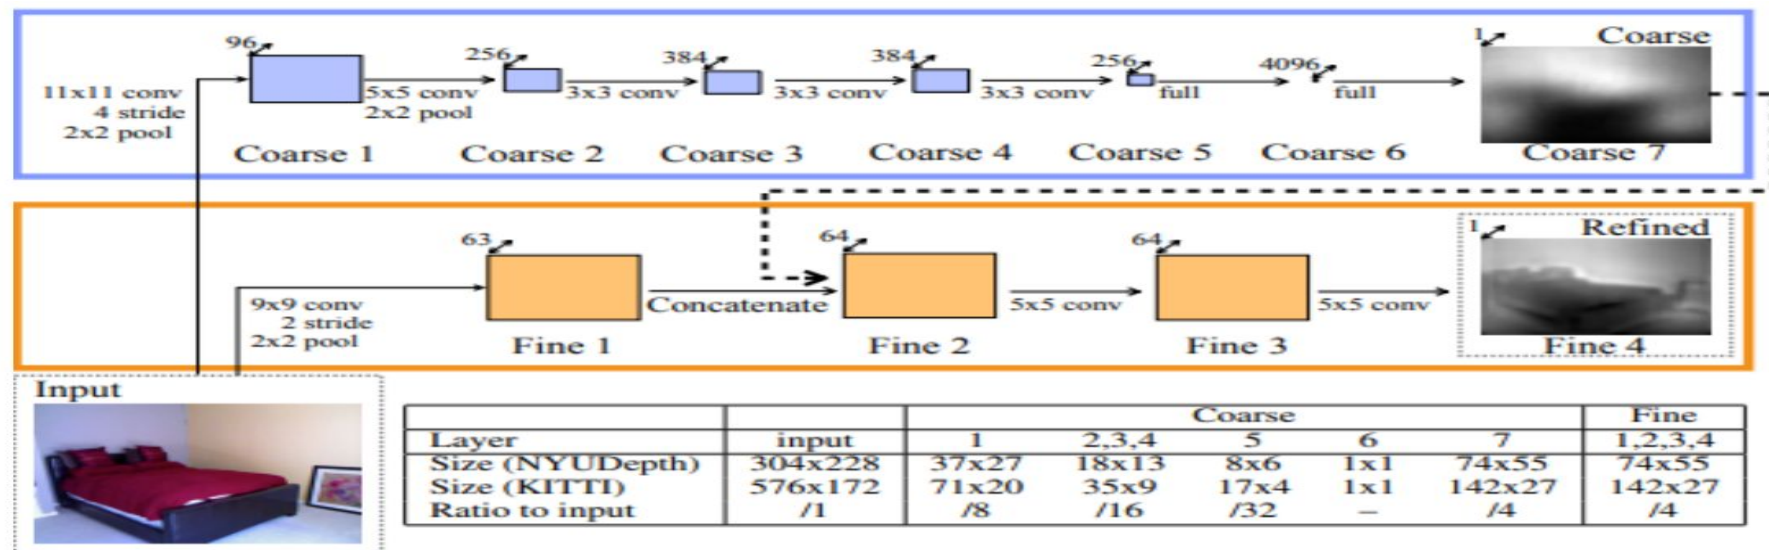 96 256 384 384 256 4096 1 Coarse
11x11 conv
4 stride
2x2 pool
5x5 conv
2x2 pool
3x3 conv
3x3 conv
3x3 conv
full
full
Coarse 1 Coarse 2 Coarse 3 Coarse 4 Coarse 5 Coarse 6 Coarse 7
63 64 64 1 Refined
9x9 conv
2 stride
2x2 pool
Concatenate
5x5 conv
5x5 conv
Fine 1 Fine 2 Fine 3 Fine 4
Input
Coarse Fine
Layer input 1 2,3,4 5 6 7 1,2,3,4
Size (NYUDepth) 304x228 37x27 18x13 8x6 1x1 74x55 74x55
Size (KITTI) 576x172 71x20 35x9 17x4 1x1 142x27 142x27
Ratio to input /1 /8 /16 /32 – /4 /4